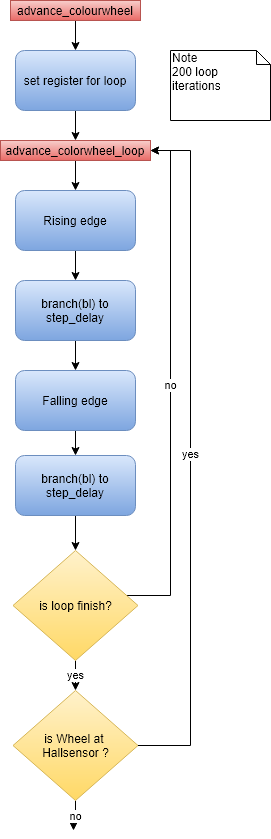 advance_colourwheel
set register for loop
Note
200 loop
iterations
advance_colorwheel_loop
Rising edge
branch(bl) to
step_delay
Falling edge
no
yes
branch(bl) to
step_delay
is loop finish?
yes
is Wheel at
Hallsensor ?
no